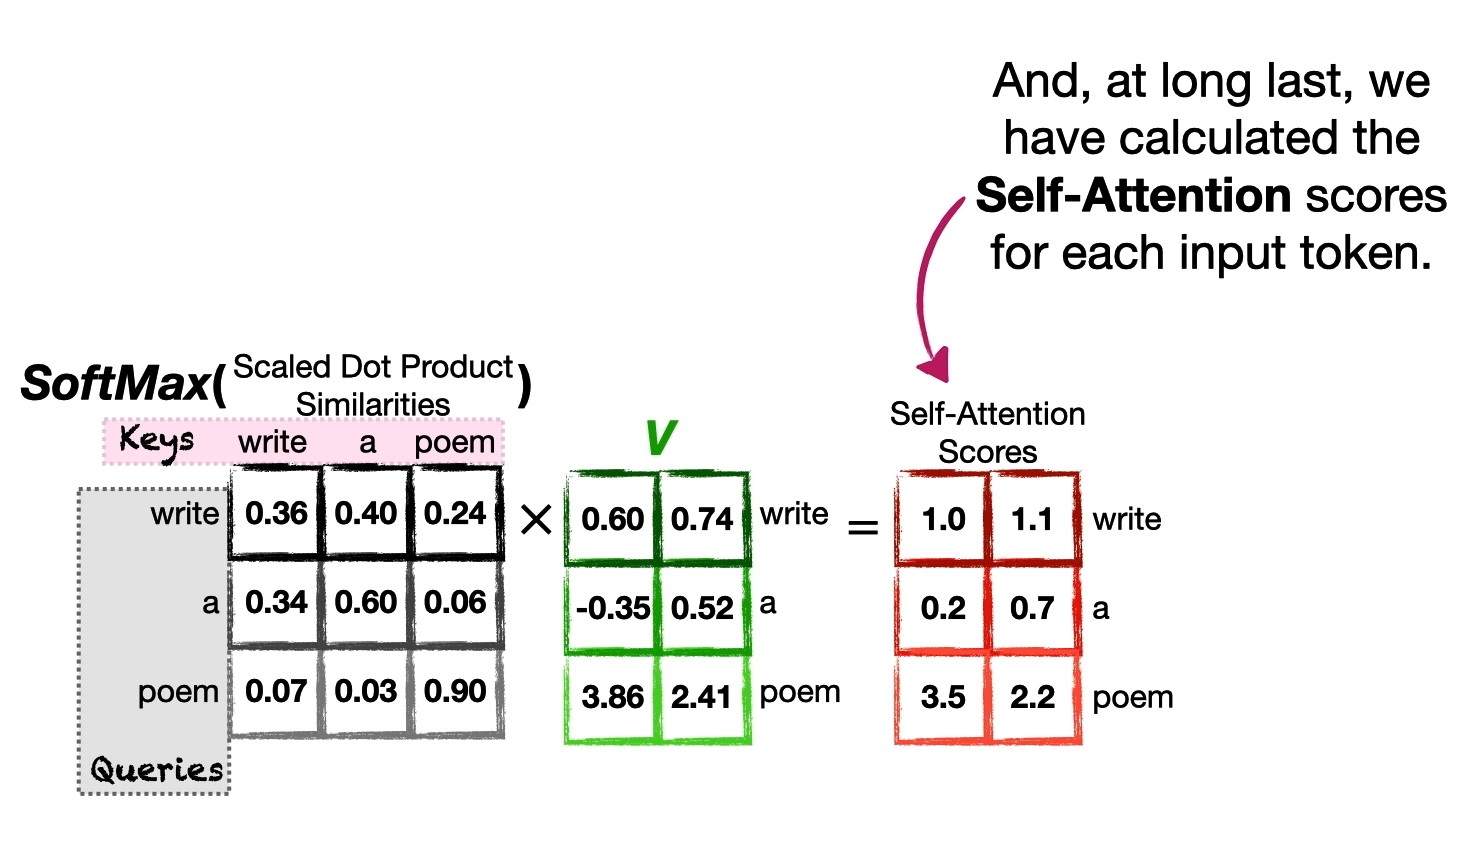 And, at long last, we
have calculated the
Self-Attention scores
for each input token.
SoftMax(Scaled Dot Product
Similarities)
Keys write a poem
V
Self-Attention
Scores
write 0.36 0.40 0.24 × 0.60 0.74 write = 1.0 1.1 write
a 0.34 0.60 0.06 -0.35 0.52 a 0.2 0.7 a
poem 0.07 0.03 0.90 3.86 2.41 poem 3.5 2.2 poem
Queries